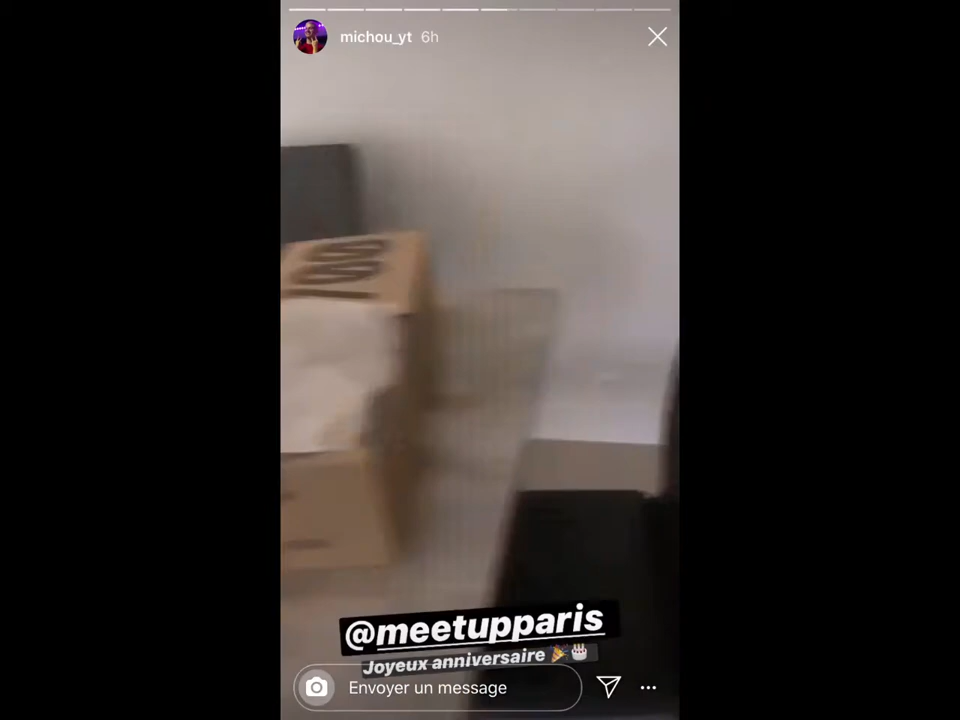 michou_yt 6h
@meetupparis
Joyeux anniversaire 🎉🎂
Envoyer un message